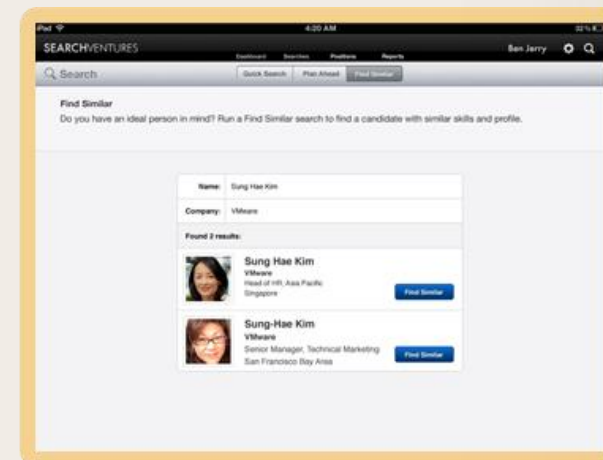 iPad
4:20 AM
32%
SEARCHVENTURES
Dashboard Searches Positions Reports
Ben Jerry
Search
Quick Search
Plan Ahead
Find Similar
Find Similar
Do you have an ideal person in mind? Run a Find Similar search to find a candidate with similar skills and profile.
Name: Sung Hae Kim
Company: VMware
Found 2 results:
Sung Hae Kim
VMware
Head of HR, Asia Pacific
Singapore
Find Similar
Sung-Hae Kim
VMware
Senior Manager, Technical Marketing
San Francisco Bay Area
Find Similar